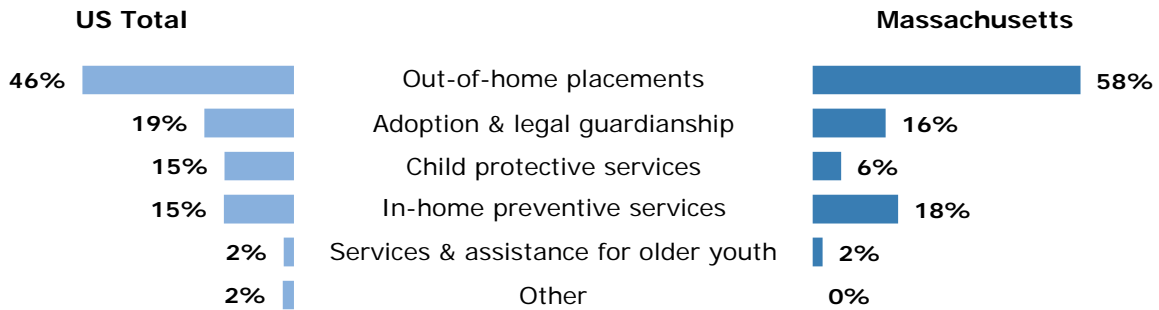 US Total Massachusetts
46% Out-of-home placements 58%
19% Adoption & legal guardianship 16%
15% Child protective services 6%
15% In-home preventive services 18%
2% Services & assistance for older youth 2%
2% Other 0%